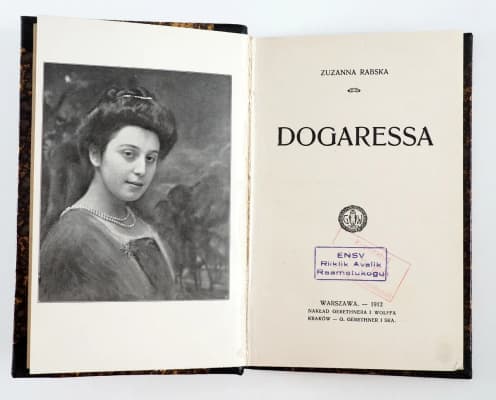 ZUZANNA RABSKA
DOGARESSA
G W
ENSV
Riiklik Avalik
Raamatukogu
WARSZAWA. — 1912
NAKŁAD GEBETHNERA I WOLFFA
KRAKÓW — G. GEBETHNER I SKA.